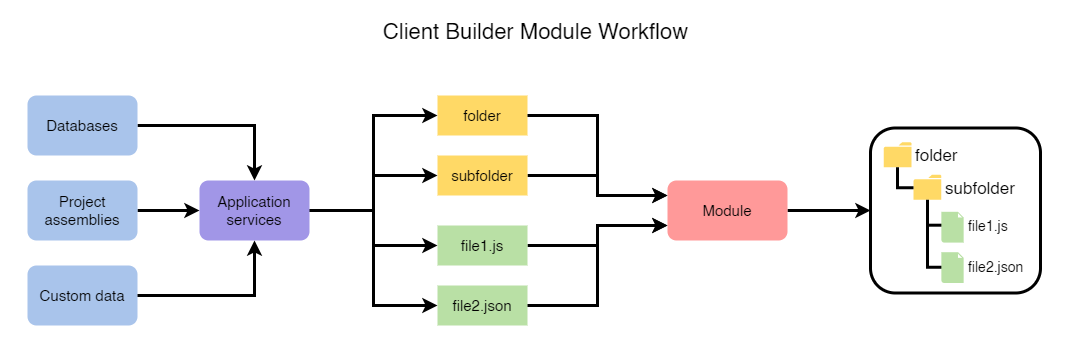 Client Builder Module Workflow
Databases
Project
assemblies
Custom data
Application
services
folder
subfolder
file1.js
file2.json
Module
folder
subfolder
file1.js
file2.json